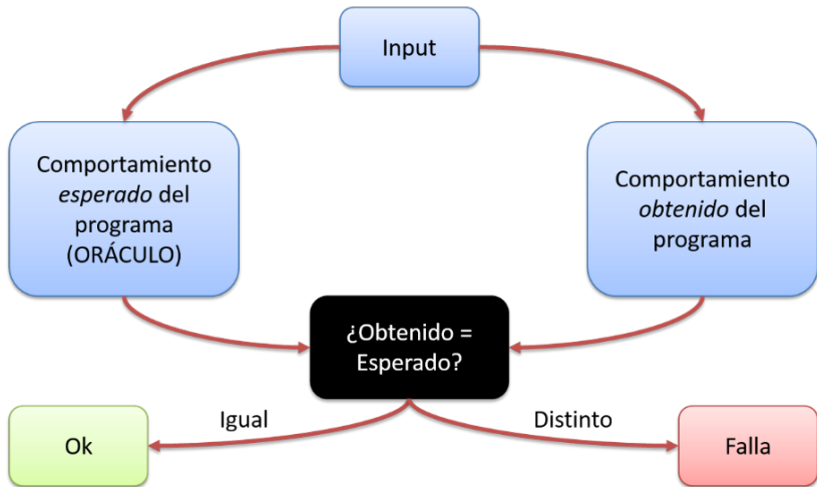 Input
Comportamiento
esperado del
programa
(ORÁCULO)
Comportamiento
obtenido del
programa
¿Obtenido =
Esperado?
Igual
Distinto
Ok
Falla